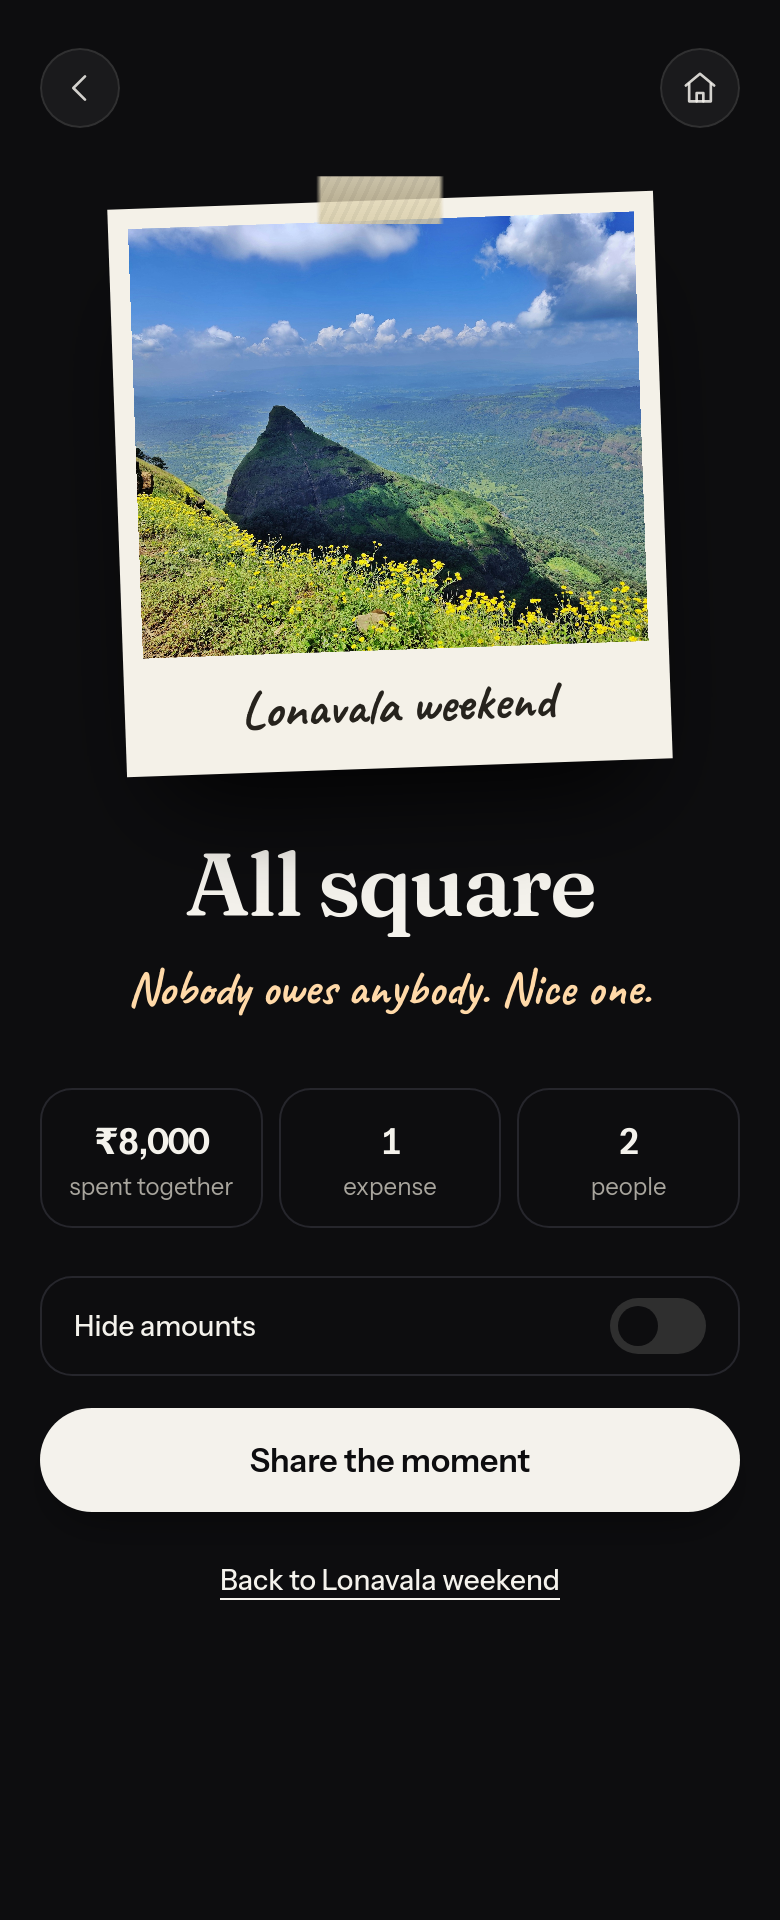 Lonavala weekend
All square
Nobody owes anybody. Nice one.
₹8,000
spent together
1
expense
2
people
Hide amounts
Share the moment
Back to Lonavala weekend